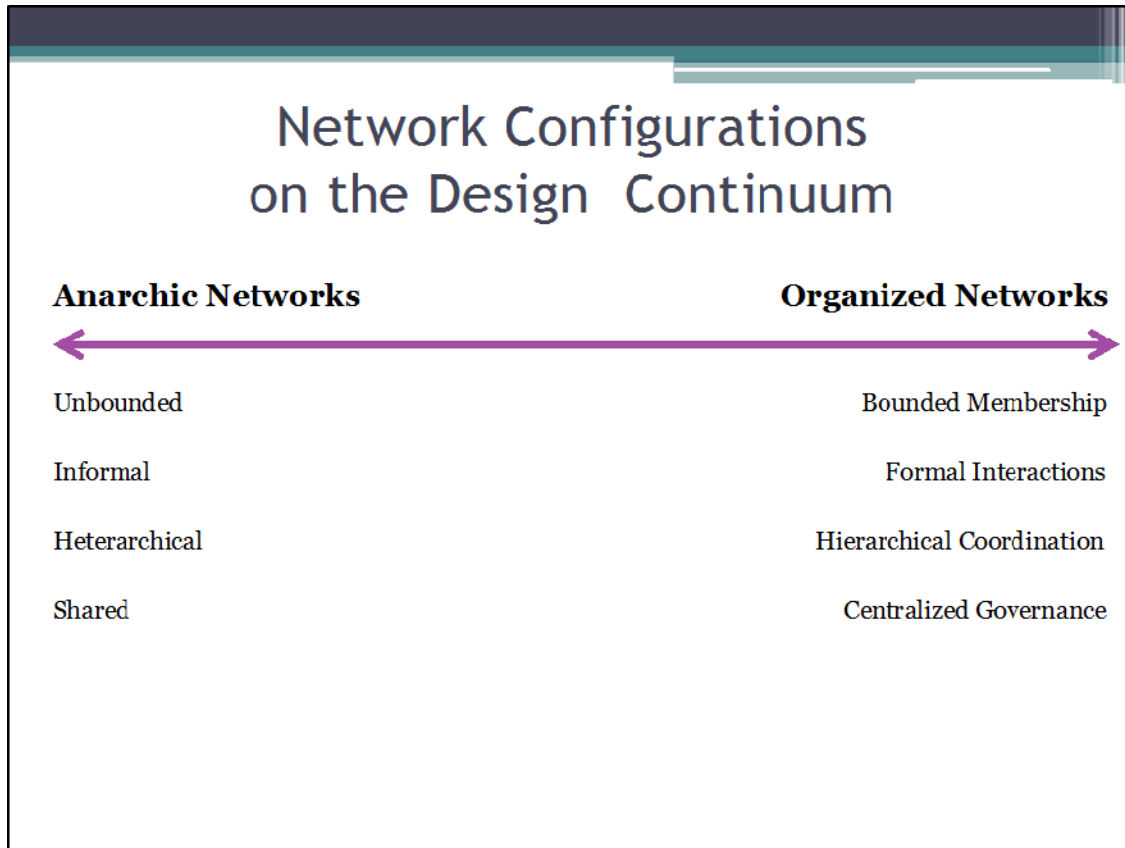 Network Configurations
on the Design Continuum
Anarchic Networks Organized Networks
Unbounded Bounded Membership
Informal Formal Interactions
Heterarchical Hierarchical Coordination
Shared Centralized Governance